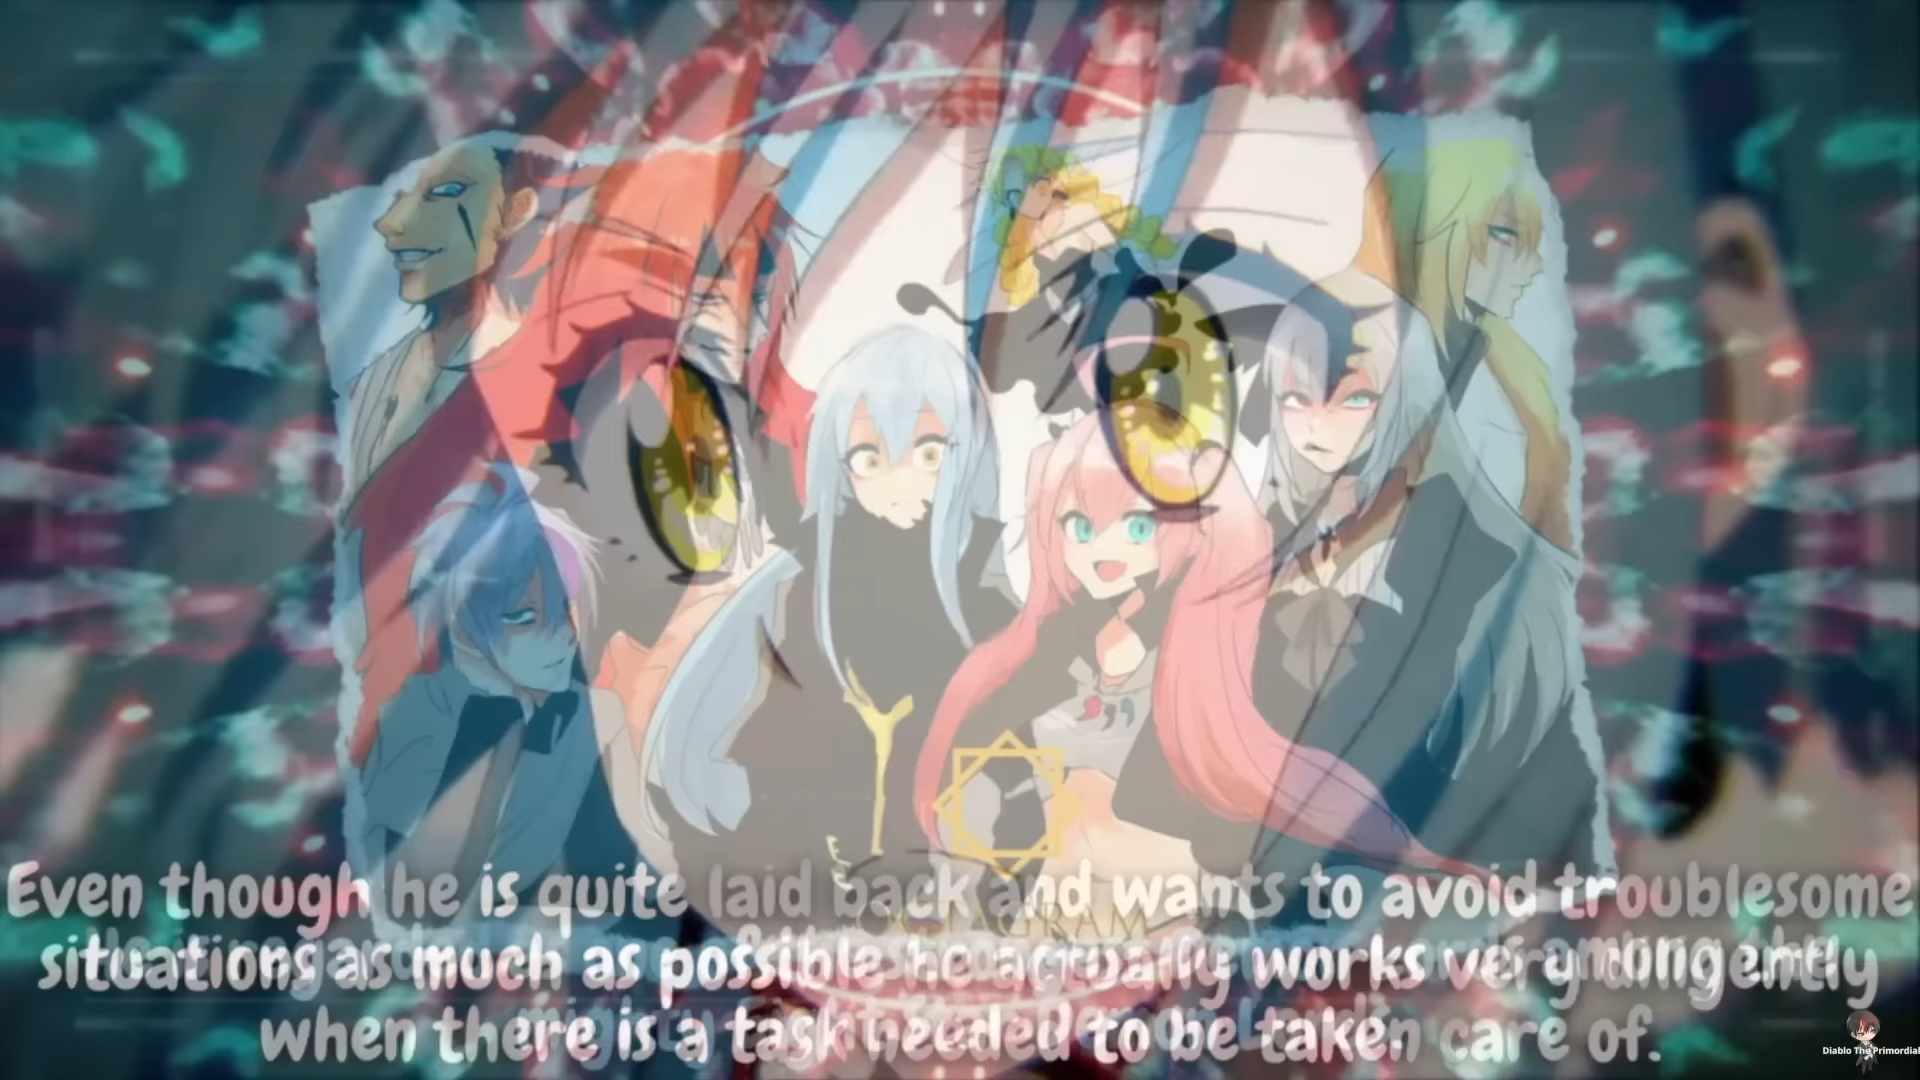 OCTAGRAM
Even though he is quite laid back and wants to avoid troublesome
situations as much as possible he actually works very diligently
when there is a task needed to be taken care of.
Diablo The Primordial